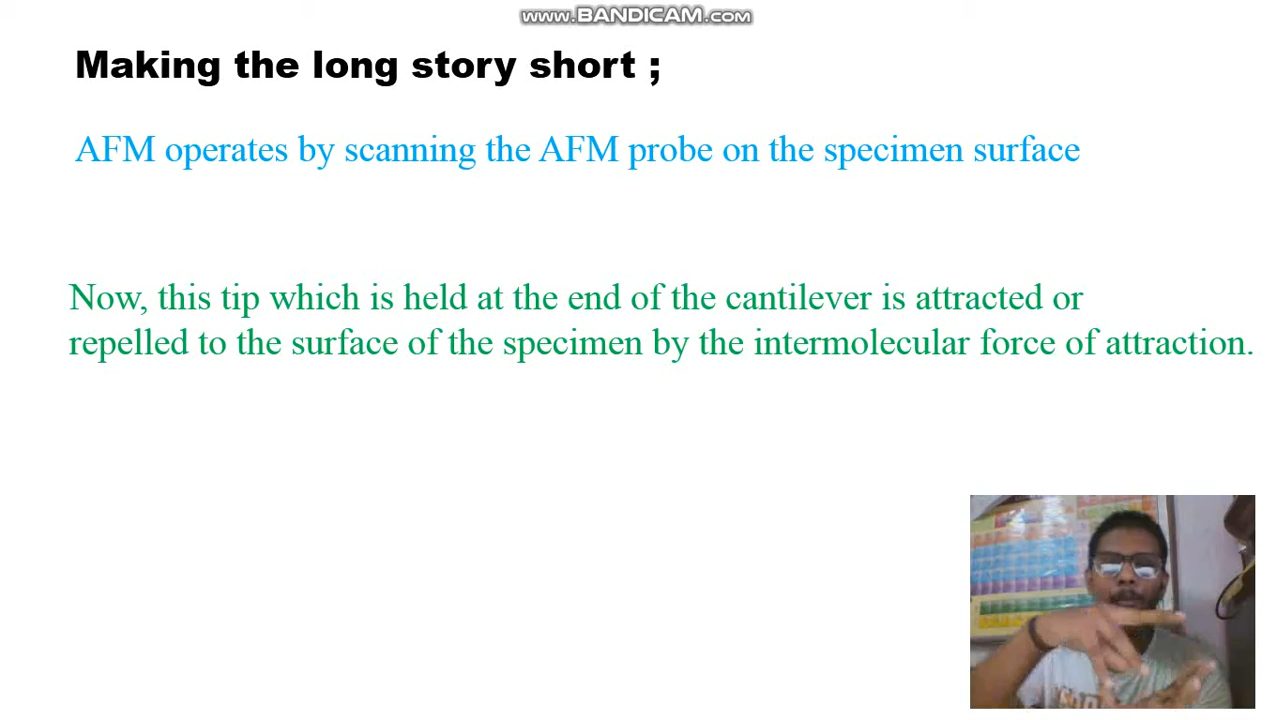 www.BANDICAM.com
Making the long story short ;
AFM operates by scanning the AFM probe on the specimen surface
Now, this tip which is held at the end of the cantilever is attracted or
repelled to the surface of the specimen by the intermolecular force of attraction.